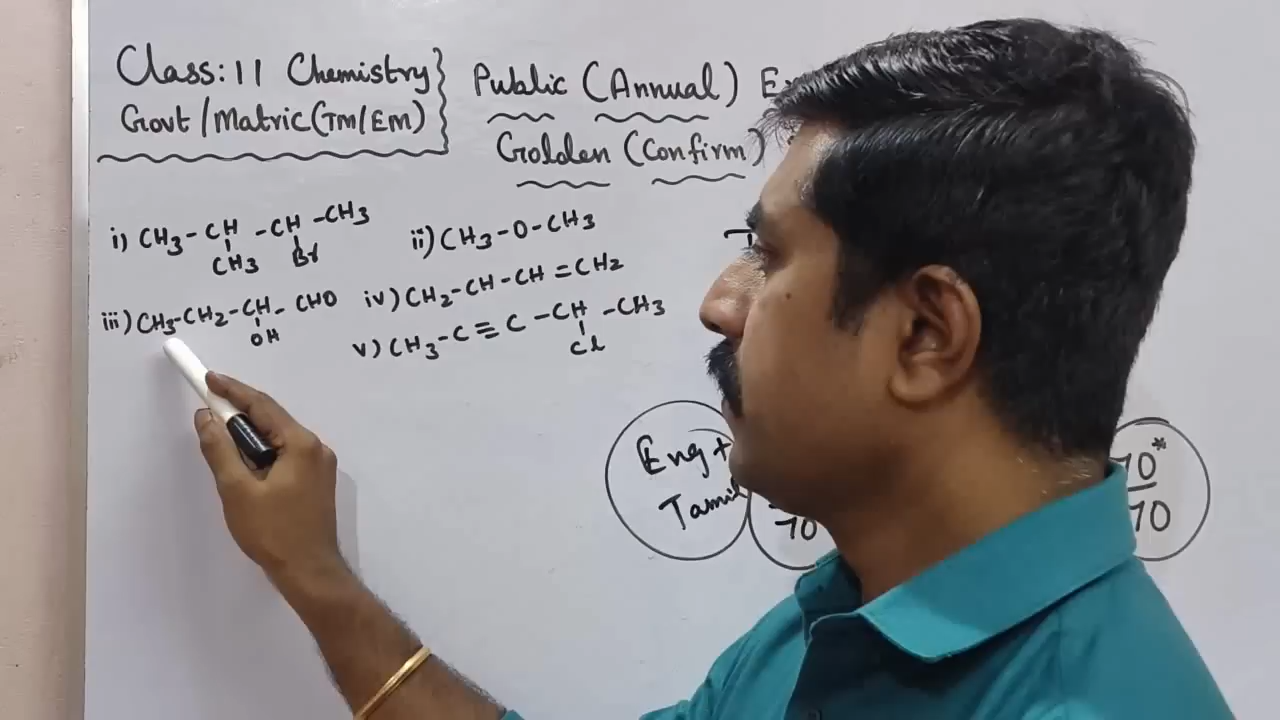 Class: 11 Chemistry
Govt/Matric(TM/EM)
Public (Annual)
Golden (Confirm)
i) CH3-CH-CH-CH3
CH3 Br
ii) CH3-O-CH3
iii) CH3-CH2-CH-CHO
OH
iv) CH2-CH-CH=CH2
v) CH3-C≡C-CH-CH3
Cl
Eng +
Tamil
70
70*
70